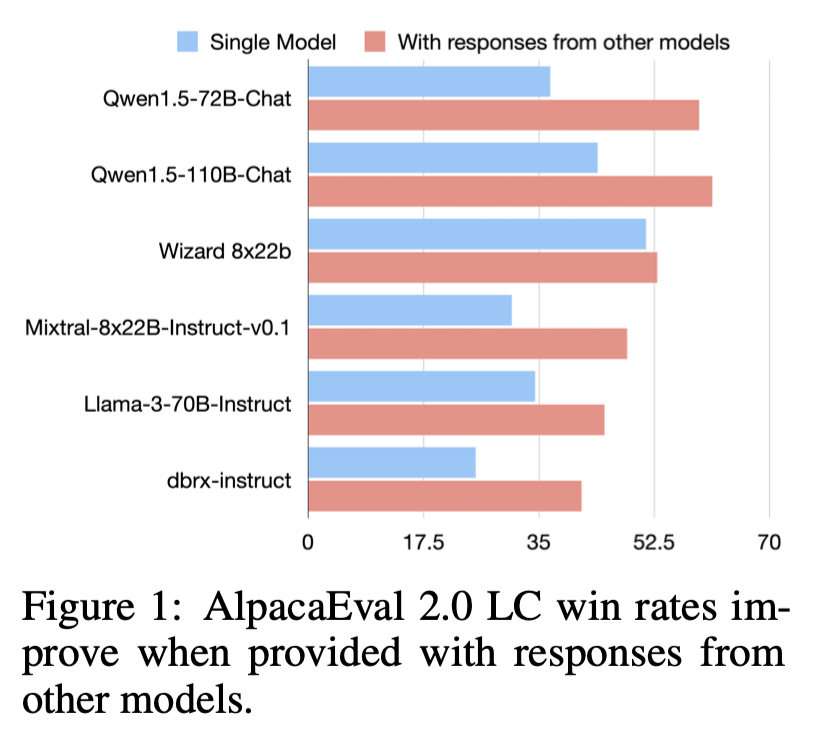 Single Model
With responses from other models
Qwen1.5-72B-Chat
Qwen1.5-110B-Chat
Wizard 8x22b
Mixtral-8x22B-Instruct-v0.1
Llama-3-70B-Instruct
dbrx-instruct
0 17.5 35 52.5 70
Figure 1: AlpacaEval 2.0 LC win rates im-
prove when provided with responses from
other models.